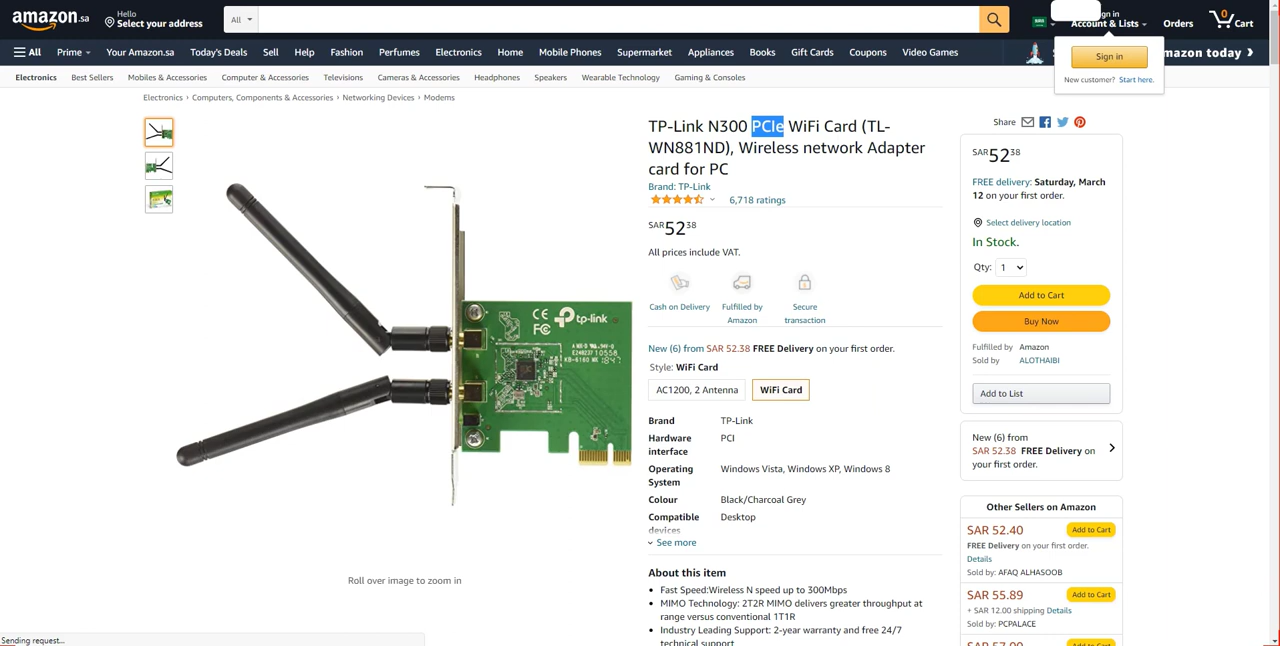 amazon.sa
Hello
Select your address
All
Account & Lists
Orders
0
Cart
All
Prime
Your Amazon.sa
Today's Deals
Sell
Help
Fashion
Perfumes
Electronics
Home
Mobile Phones
Supermarket
Appliances
Books
Gift Cards
Coupons
Video Games
mazon today
Sign in
New customer? Start here.
Electronics
Best Sellers
Mobiles & Accessories
Computer & Accessories
Televisions
Cameras & Accessories
Headphones
Speakers
Wearable Technology
Gaming & Consoles
Electronics › Computers, Components & Accessories › Networking Devices › Modems
CE
FC
tp-link
TP-Link N300 PCIe WiFi Card (TL-
WN881ND), Wireless network Adapter
card for PC
Brand: TP-Link
6,718 ratings
SAR 52 38
All prices include VAT.
Cash on Delivery
Fulfilled by
Amazon
Secure
transaction
New (6) from SAR 52.38 FREE Delivery on your first order.
Style: WiFi Card
AC1200, 2 Antenna
WiFi Card
Brand TP-Link
Hardware PCI
interface
Operating Windows Vista, Windows XP, Windows 8
System
Colour Black/Charcoal Grey
Compatible Desktop
devices
See more
Roll over image to zoom in
About this item
• Fast Speed:Wireless N speed up to 300Mbps
• MIMO Technology: 2T2R MIMO delivers greater throughput at
range versus conventional 1T1R
• Industry Leading Support: 2-year warranty and free 24/7
technical support
Share
SAR 52 38
FREE delivery: Saturday, March
12 on your first order.
Select delivery location
In Stock.
Qty: 1
Add to Cart
Buy Now
Fulfilled by Amazon
Sold by ALOTHAIBI
Add to List
New (6) from
SAR 52.38 FREE Delivery on
your first order.
Other Sellers on Amazon
SAR 52.40
Add to Cart
FREE Delivery on your first order.
Details
Sold by: AFAQ ALHASOOB
SAR 55.89
Add to Cart
+ SAR 12.00 shipping Details
Sold by: PCPALACE
Sending request...